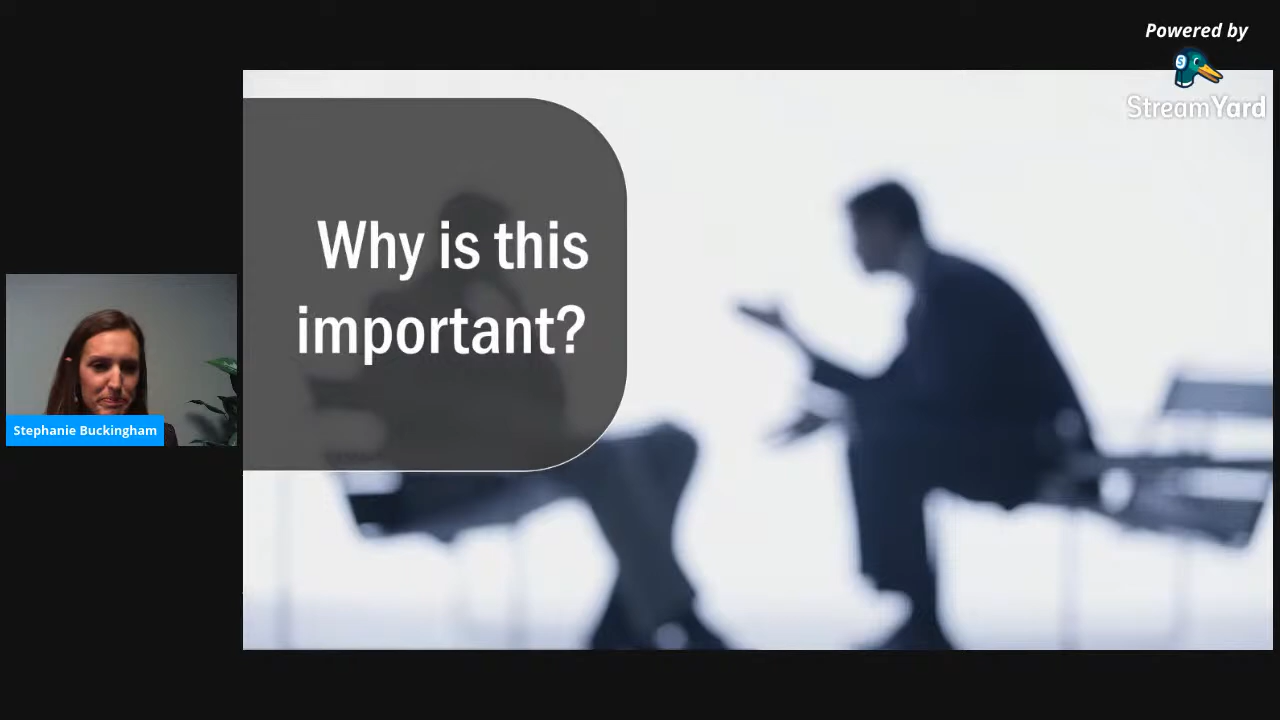 Powered by
StreamYard
Why is this
important?
Stephanie Buckingham